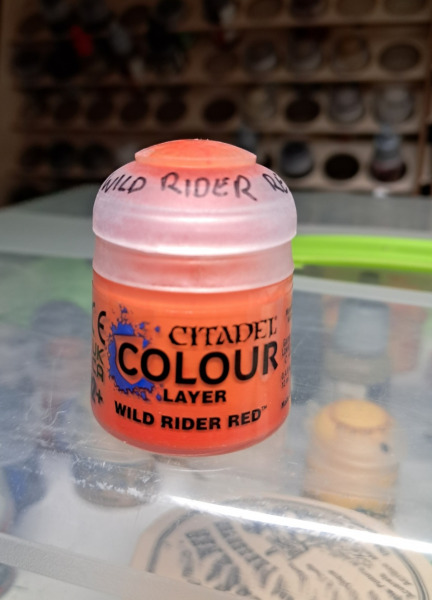 WILD RIDER RE
CITADEL
COLOUR
LAYER
WILD RIDER RED™